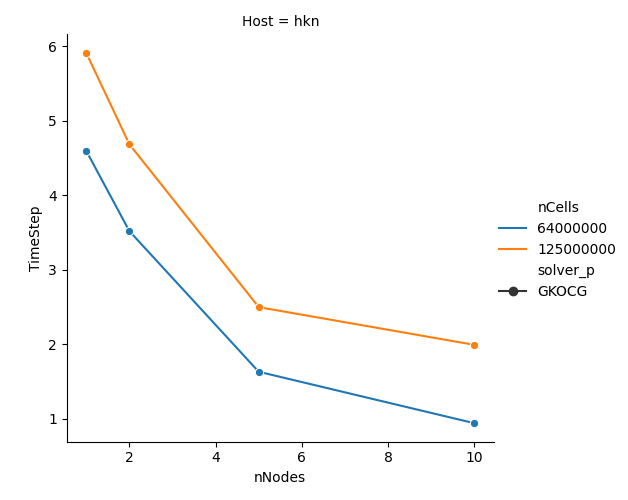 Host = hkn
6
5
4
3
2
1
TimeStep
2
4
6
8
10
nNodes
nCells
64000000
125000000
solver_p
GKOCG